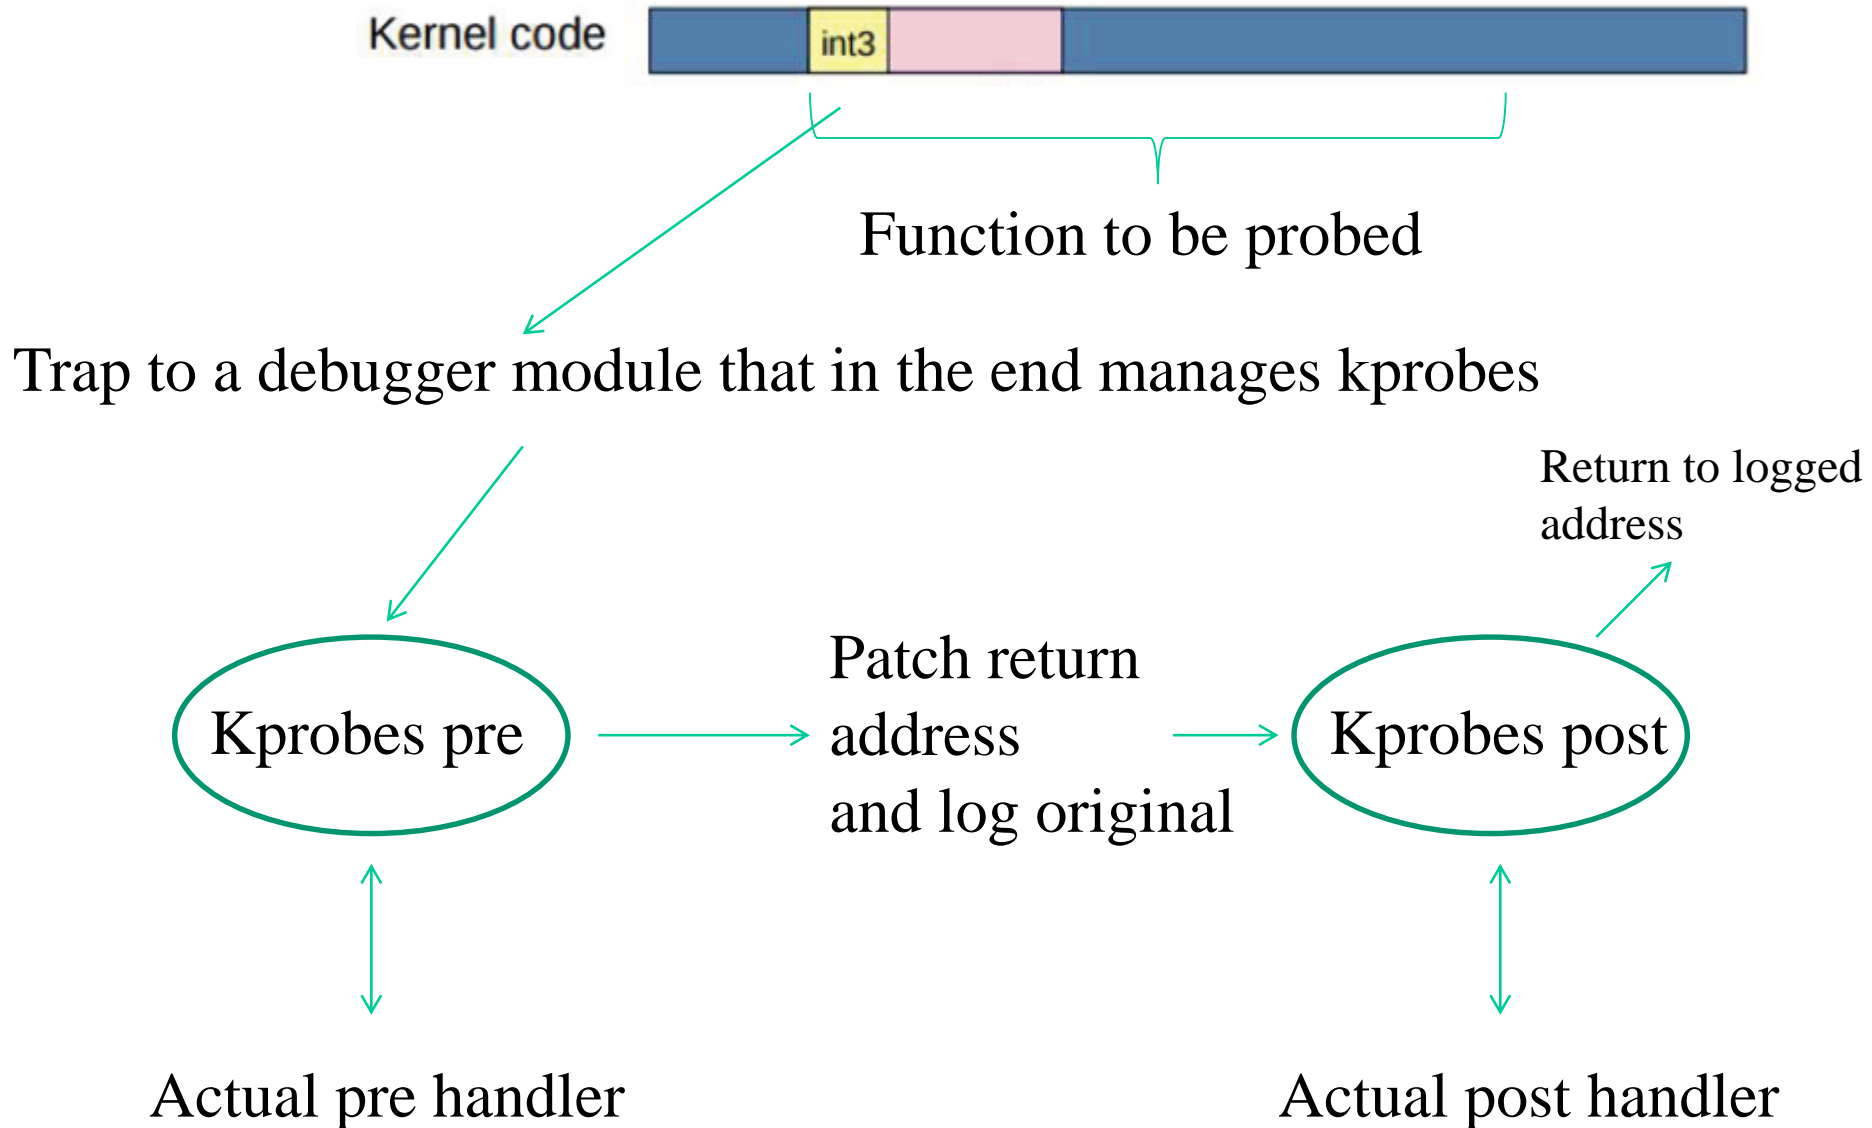 Kernel code
int3
Function to be probed
Trap to a debugger module that in the end manages kprobes
Return to logged
address
Kprobes pre
Patch return
address
and log original
Kprobes post
Actual pre handler
Actual post handler